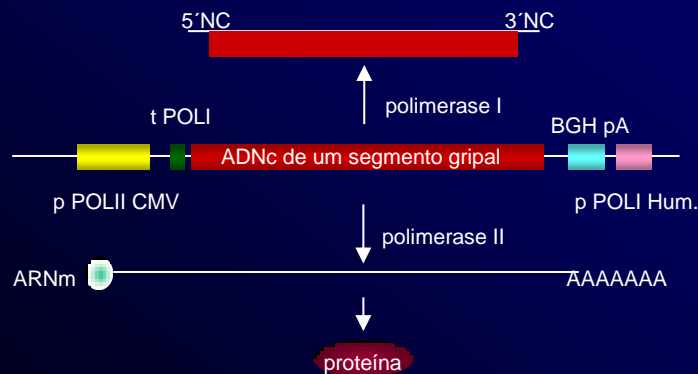 5´NC 3´NC
polimerase I
t POLI BGH pA
ADNc de um segmento gripal
p POLII CMV p POLI Hum.
polimerase II
ARNm AAAAAAA
proteína